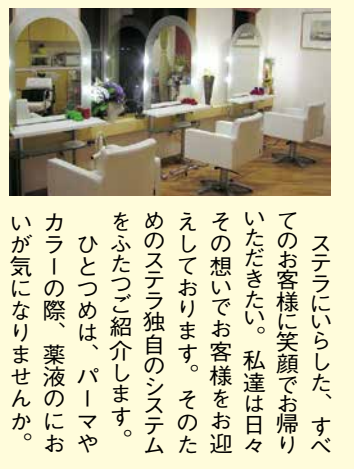 ステラにいらした、すべ
てのお客様に笑顔でお帰り
いただきたい。私達は日々
その想いでお客様をお迎
えしております。そのた
めのステラ独自のシステム
をふたつご紹介します。
ひとつめは、パーマや
カラーの際、薬液のにお
いが気になりませんか。